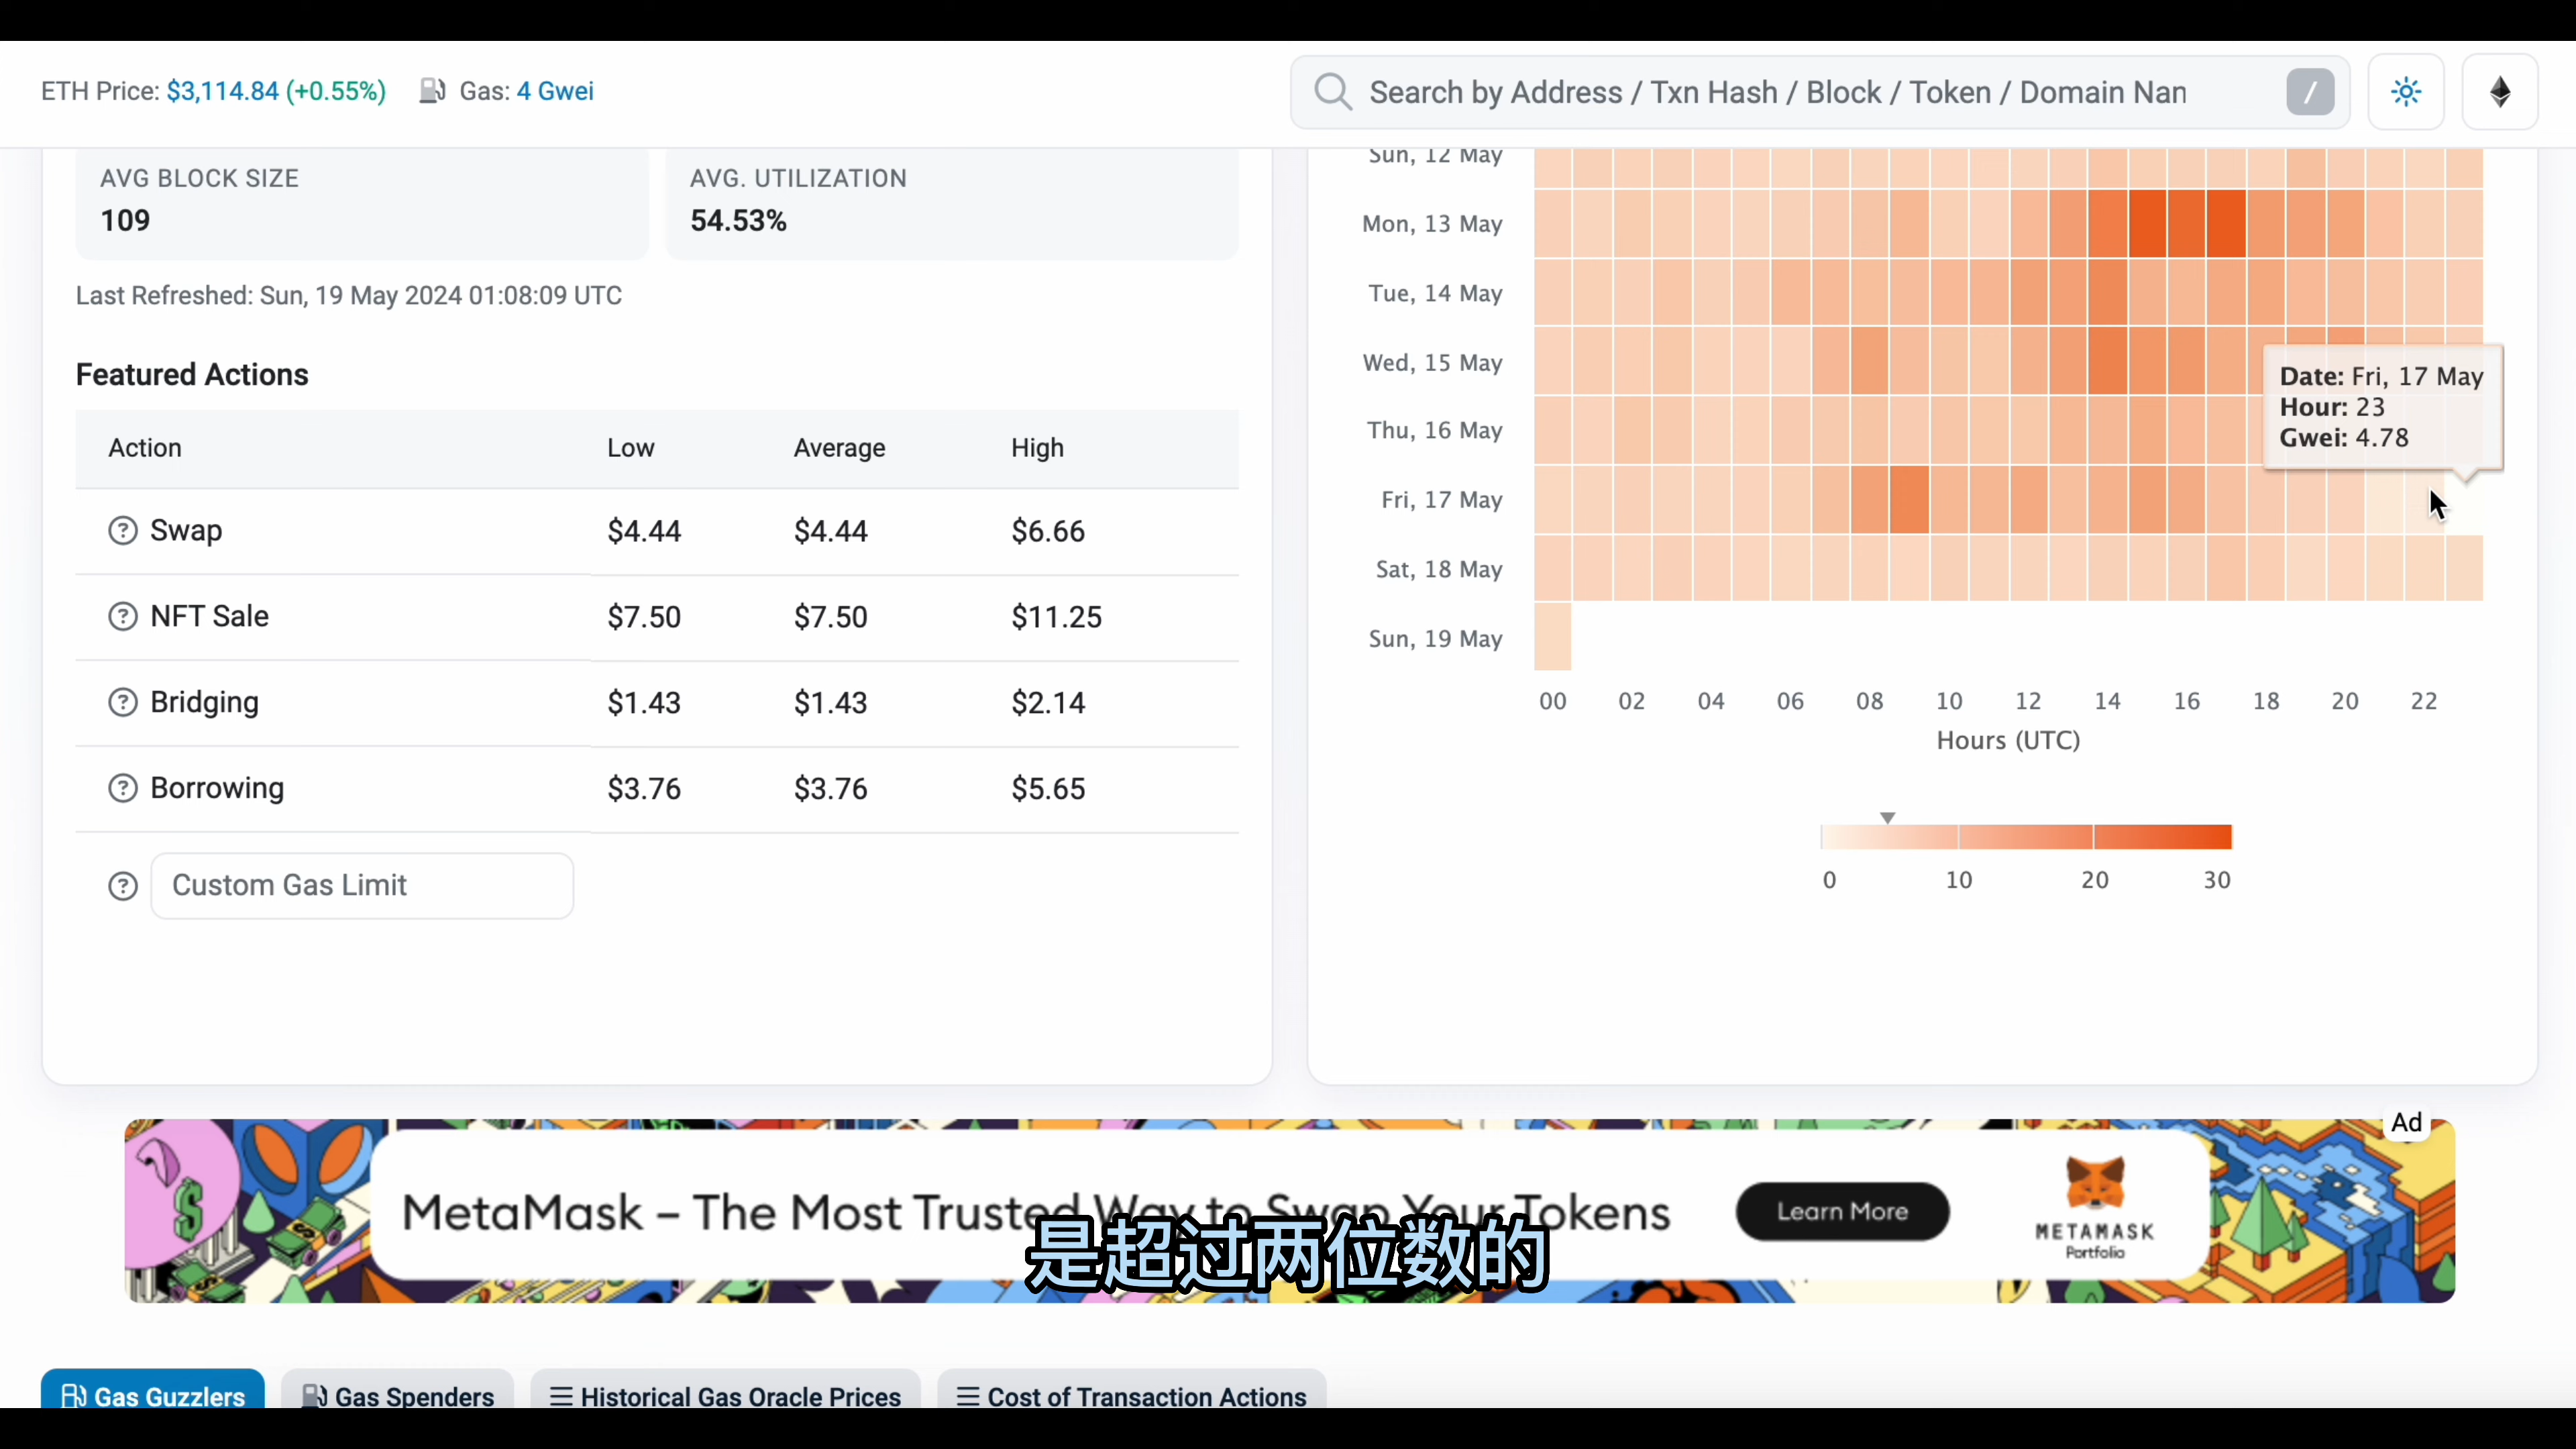 ETH Price: $3,114.84 (+0.55%) Gas: 4 Gwei
Search by Address / Txn Hash / Block / Token / Domain Nan
/
AVG BLOCK SIZE
109
AVG. UTILIZATION
54.53%
Last Refreshed: Sun, 19 May 2024 01:08:09 UTC
Featured Actions
Action Low Average High
Swap $4.44 $4.44 $6.66
NFT Sale $7.50 $7.50 $11.25
Bridging $1.43 $1.43 $2.14
Borrowing $3.76 $3.76 $5.65
Custom Gas Limit
Sun, 12 May
Mon, 13 May
Tue, 14 May
Wed, 15 May
Thu, 16 May
Fri, 17 May
Sat, 18 May
Sun, 19 May
Date: Fri, 17 May
Hour: 23
Gwei: 4.78
00 02 04 06 08 10 12 14 16 18 20 22
Hours (UTC)
0 10 20 30
Ad
MetaMask – The Most Trusted Way to Swap Your Tokens
Learn More
METAMASK
Portfolio
是超过两位数的
Gas Guzzlers Gas Spenders Historical Gas Oracle Prices Cost of Transaction Actions